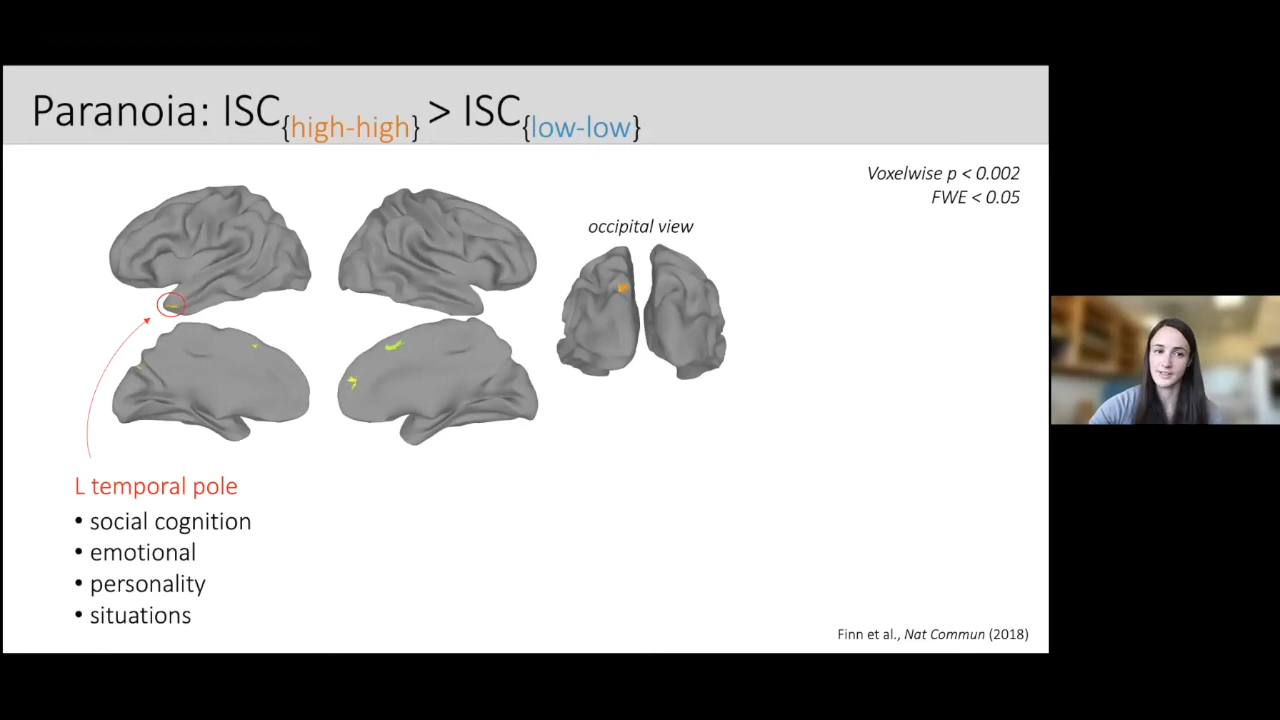 Paranoia: ISC{high-high} > ISC{low-low}
Voxelwise p < 0.002
FWE < 0.05
occipital view
L temporal pole
• social cognition
• emotional
• personality
• situations
Finn et al., Nat Commun (2018)